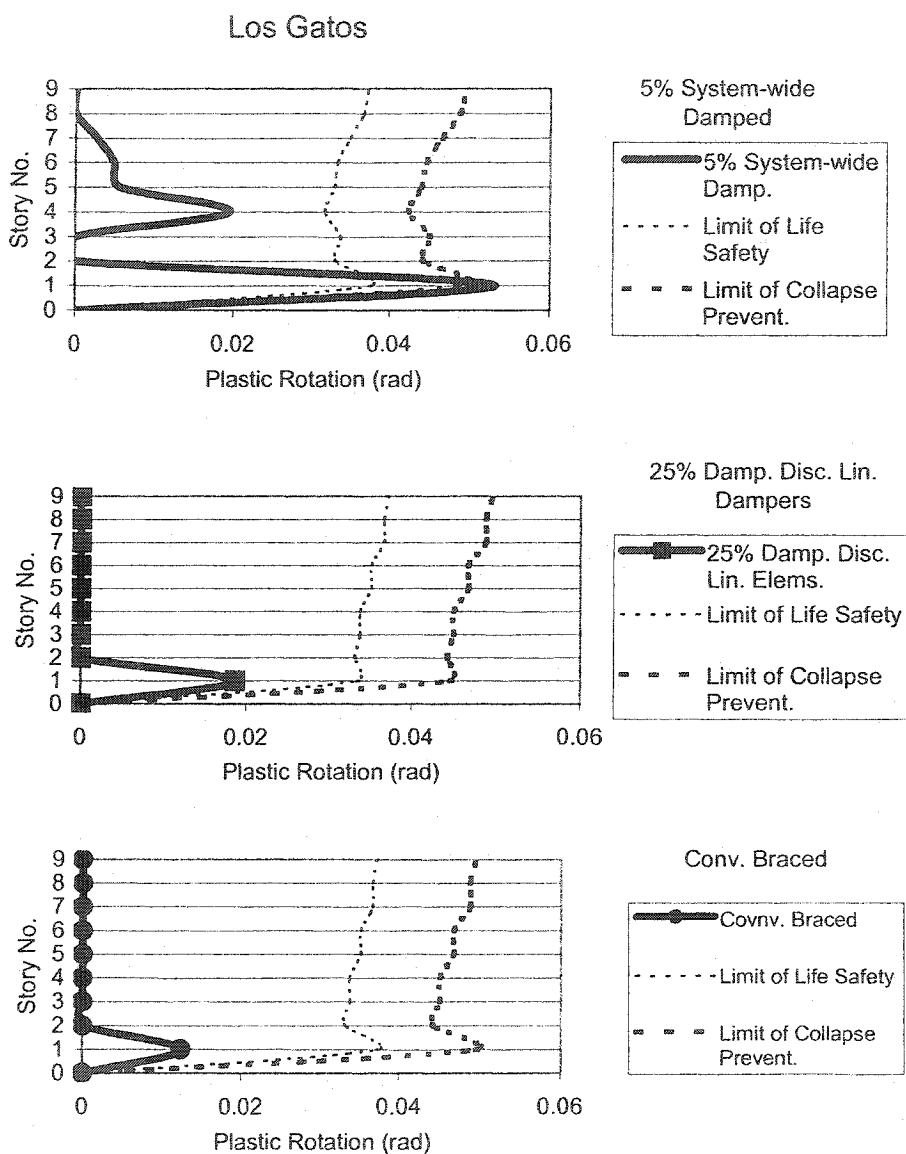 Los Gatos
9
8
7
6
5
4
3
2
1
0
Story No.
0 0.02 0.04 0.06
Plastic Rotation (rad)
5% System-wide
Damped
5% System-wide
Damp.
Limit of Life
Safety
Limit of Collapse
Prevent.
9
8
7
6
5
4
3
2
1
0
Story No.
0 0.02 0.04 0.06
Plastic Rotation (rad)
25% Damp. Disc. Lin.
Dampers
25% Damp. Disc.
Lin. Elems.
Limit of Life Safety
Limit of Collapse
Prevent.
9
8
7
6
5
4
3
2
1
0
Story No.
0 0.02 0.04 0.06
Plastic Rotation (rad)
Conv. Braced
Covnv. Braced
Limit of Life Safety
Limit of Collapse
Prevent.